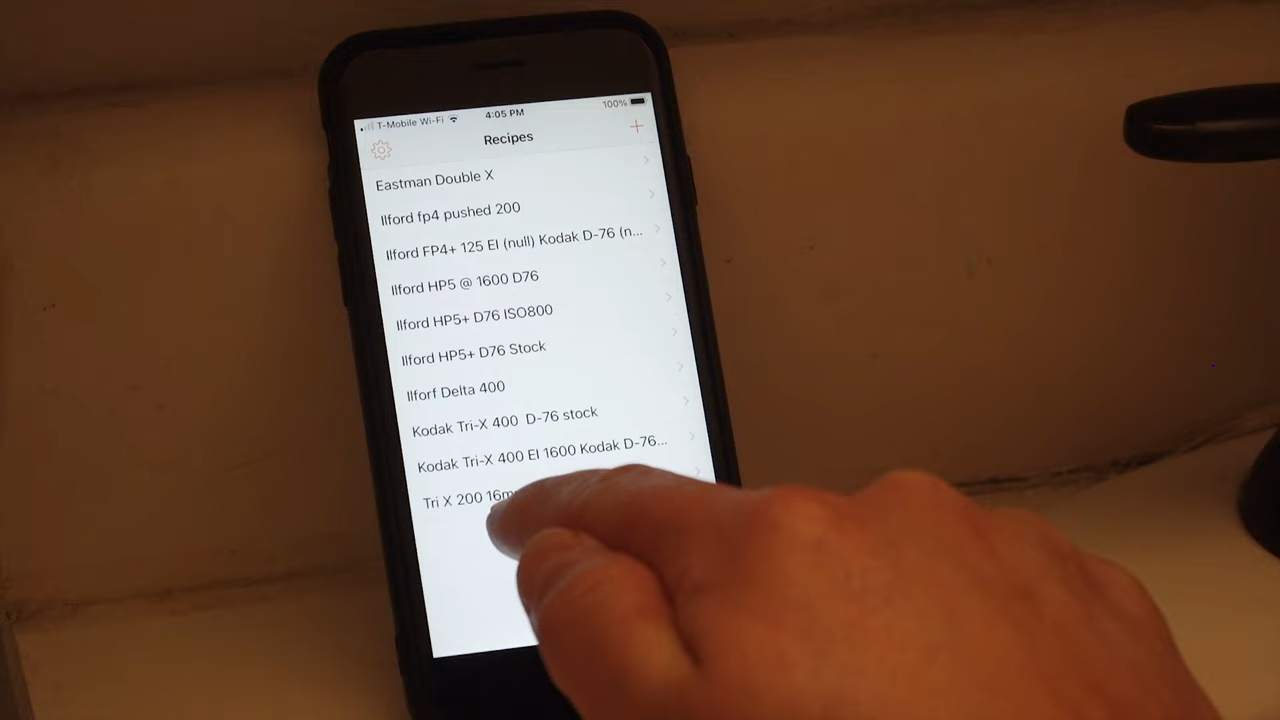 T-Mobile Wi-Fi 4:05 PM 100%
Recipes +
Eastman Double X
Ilford fp4 pushed 200
Ilford FP4+ 125 EI (null) Kodak D-76 (n...
Ilford HP5 @ 1600 D76
Ilford HP5+ D76 ISO800
Ilford HP5+ D76 Stock
Ilforf Delta 400
Kodak Tri-X 400 D-76 stock
Kodak Tri-X 400 EI 1600 Kodak D-76...
Tri X 200